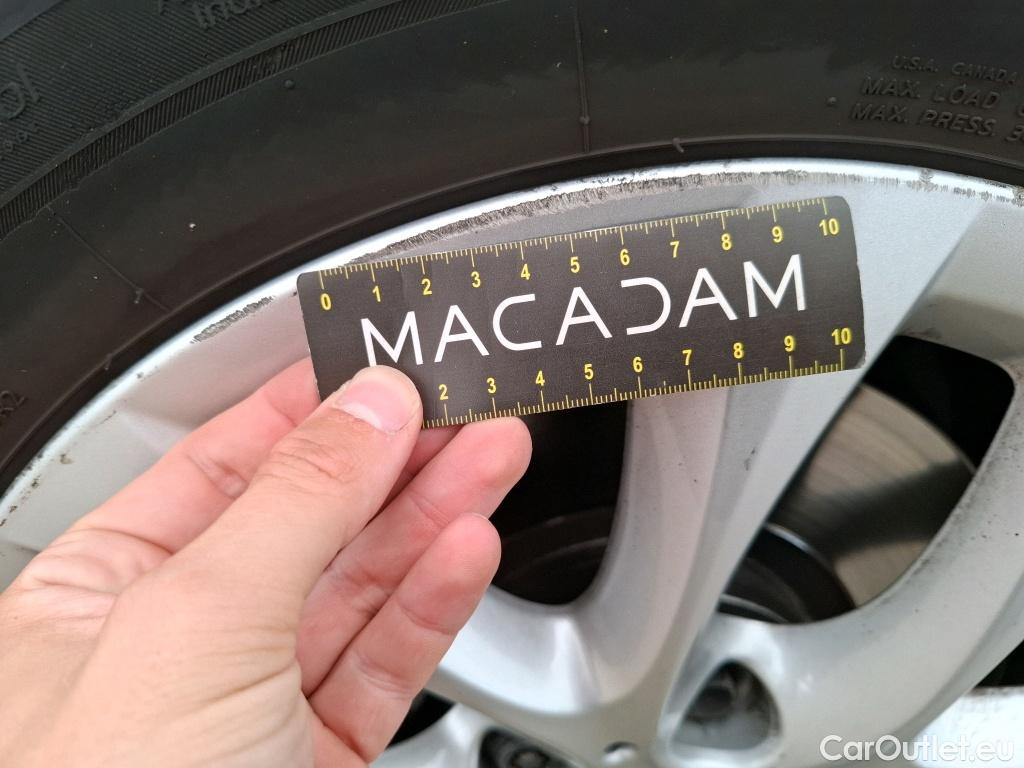 U.S.A. CANADA
MAX. LOAD
MAX. PRESS. 3
0 1 2 3 4 5 6 7 8 9 10
MACADAM
2 3 4 5 6 7 8 9 10
CarOutlet.eu